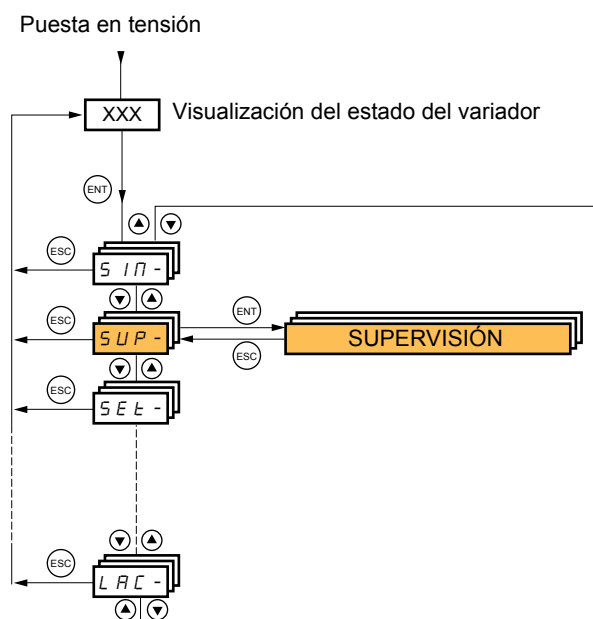 Puesta en tensión
XXX Visualización del estado del variador
ENT
ESC
SIM-
ESC
SUP-
ENT
ESC
SUPERVISIÓN
ESC
SEt-
ESC
LAC-